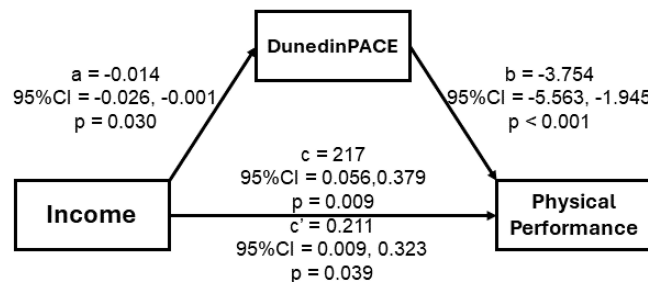 DunedinPACE
a = -0.014
95%CI = -0.026, -0.001
p = 0.030
b = -3.754
95%CI = -5.563, -1.945
p < 0.001
c = 217
95%CI = 0.056,0.379
p = 0.009
Income
c' = 0.211
95%CI = 0.009, 0.323
p = 0.039
Physical
Performance